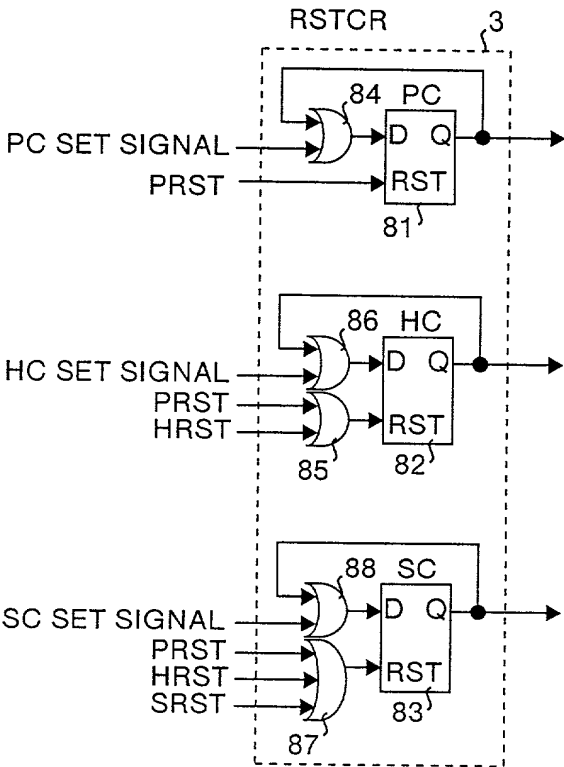 RSTCR
3
84
PC
PC SET SIGNAL
D
Q
PRST
RST
81
86
HC
HC SET SIGNAL
D
Q
PRST
HRST
RST
85
82
88
SC
SC SET SIGNAL
D
Q
PRST
HRST
RST
SRST
87
83